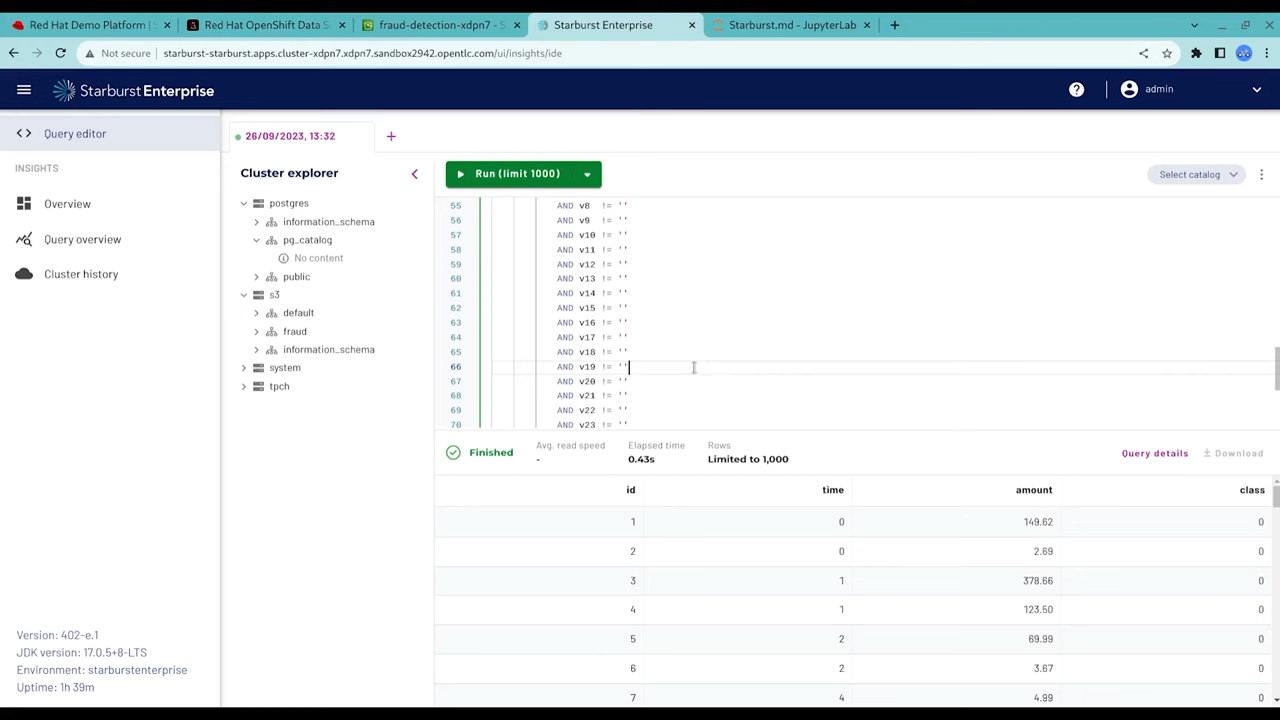 Red Hat Demo Platform | Red Hat OpenShift Data S fraud-detection-xdpn7 - S Starburst Enterprise Starburst.md - JupyterLab
Not secure starburst-starburst.apps.cluster-xdpn7.xdpn7.sandbox2942.opentlc.com/ui/insights/ide
Starburst Enterprise
admin
Query editor
INSIGHTS
Overview
Query overview
Cluster history
Version: 402-e.1
JDK version: 17.0.5+8-LTS
Environment: starburstenterprise
Uptime: 1h 39m
26/09/2023, 13:32
Cluster explorer
postgres
information_schema
pg_catalog
No content
public
s3
default
fraud
information_schema
system
tpch
Run (limit 1000)
Select catalog
55 AND v8 != ''
56 AND v9 != ''
57 AND v10 != ''
58 AND v11 != ''
59 AND v12 != ''
60 AND v13 != ''
61 AND v14 != ''
62 AND v15 != ''
63 AND v16 != ''
64 AND v17 != ''
65 AND v18 != ''
66 AND v19 != ''
67 AND v20 != ''
68 AND v21 != ''
69 AND v22 != ''
70 AND v23 != ''
Finished
Avg. read speed
-
Elapsed time
0.43s
Rows
Limited to 1,000
Query details
Download
id time amount class
1 0 149.62 0
2 0 2.69 0
3 1 378.66 0
4 1 123.50 0
5 2 69.99 0
6 2 3.67 0
7 4 4.99 0